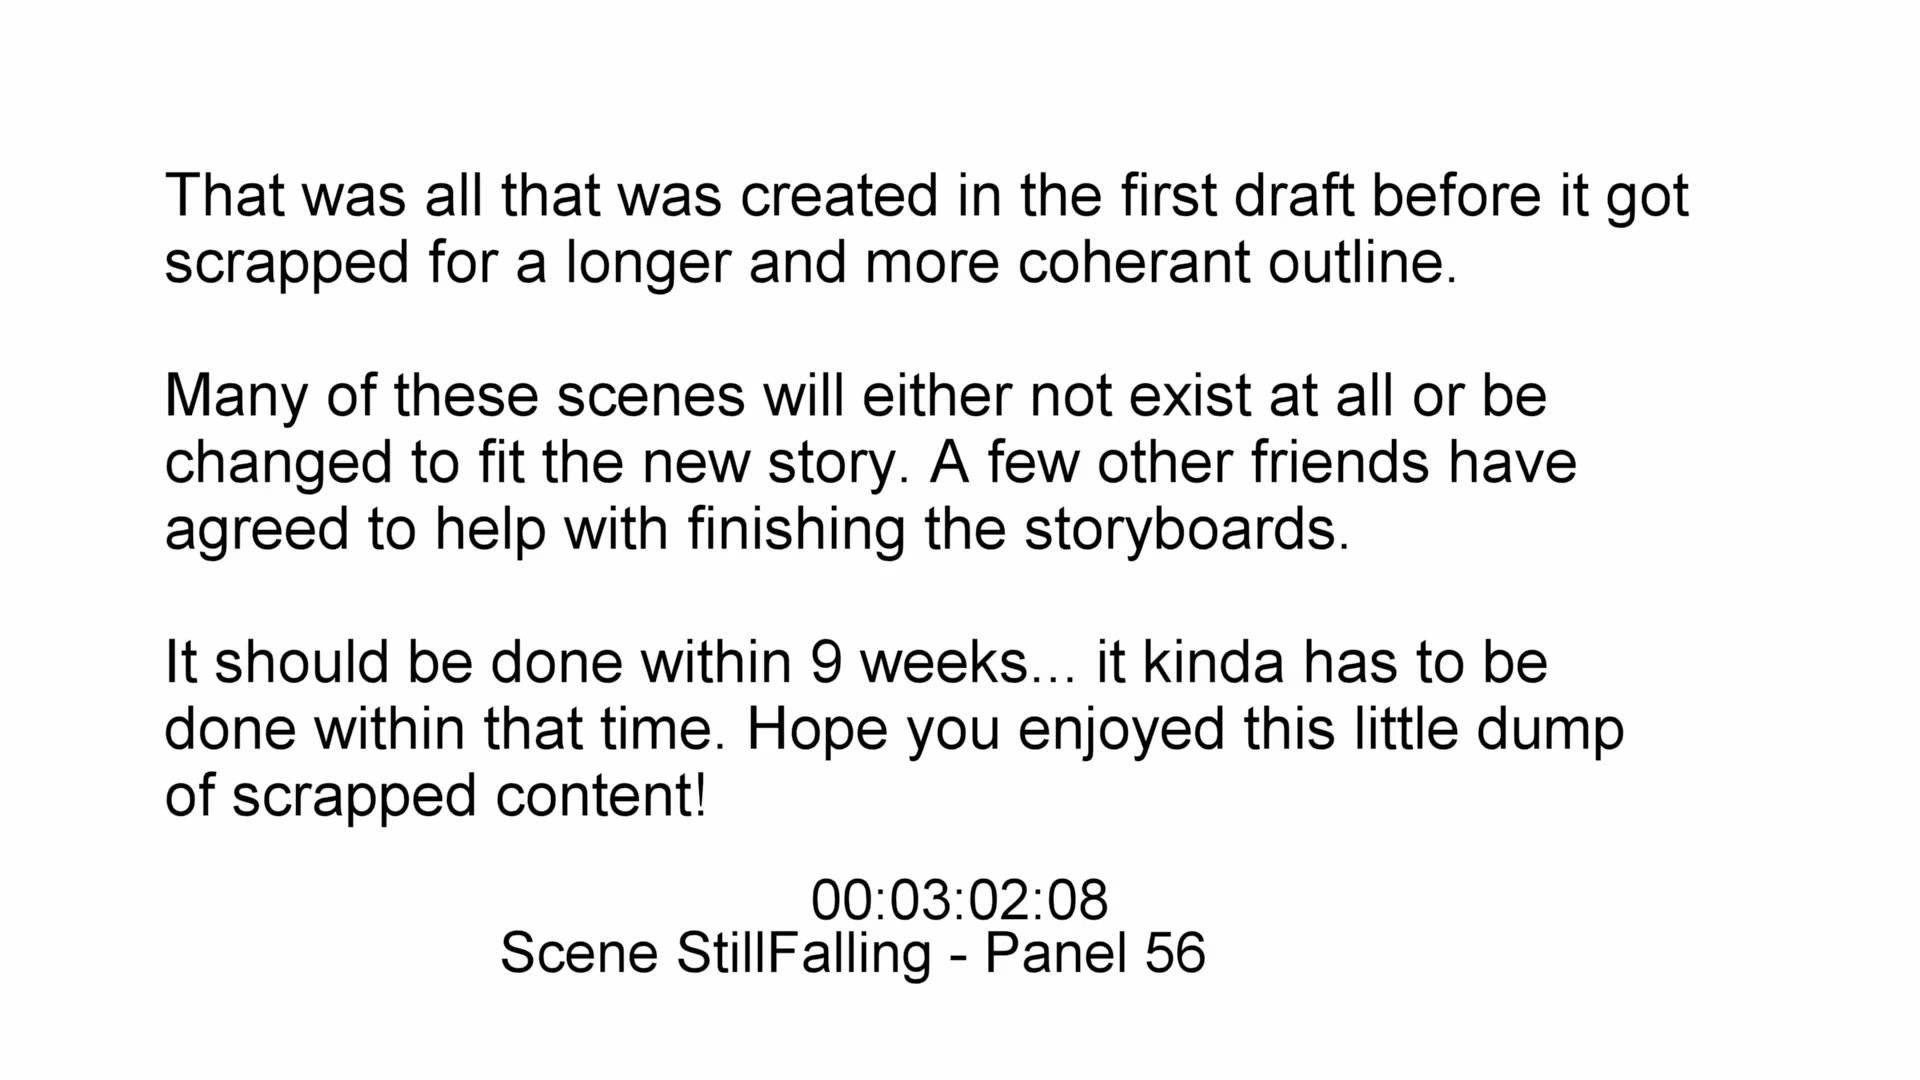 That was all that was created in the first draft before it got
scrapped for a longer and more coherant outline.
Many of these scenes will either not exist at all or be
changed to fit the new story. A few other friends have
agreed to help with finishing the storyboards.
It should be done within 9 weeks... it kinda has to be
done within that time. Hope you enjoyed this little dump
of scrapped content!
00:03:02:08
Scene StillFalling - Panel 56